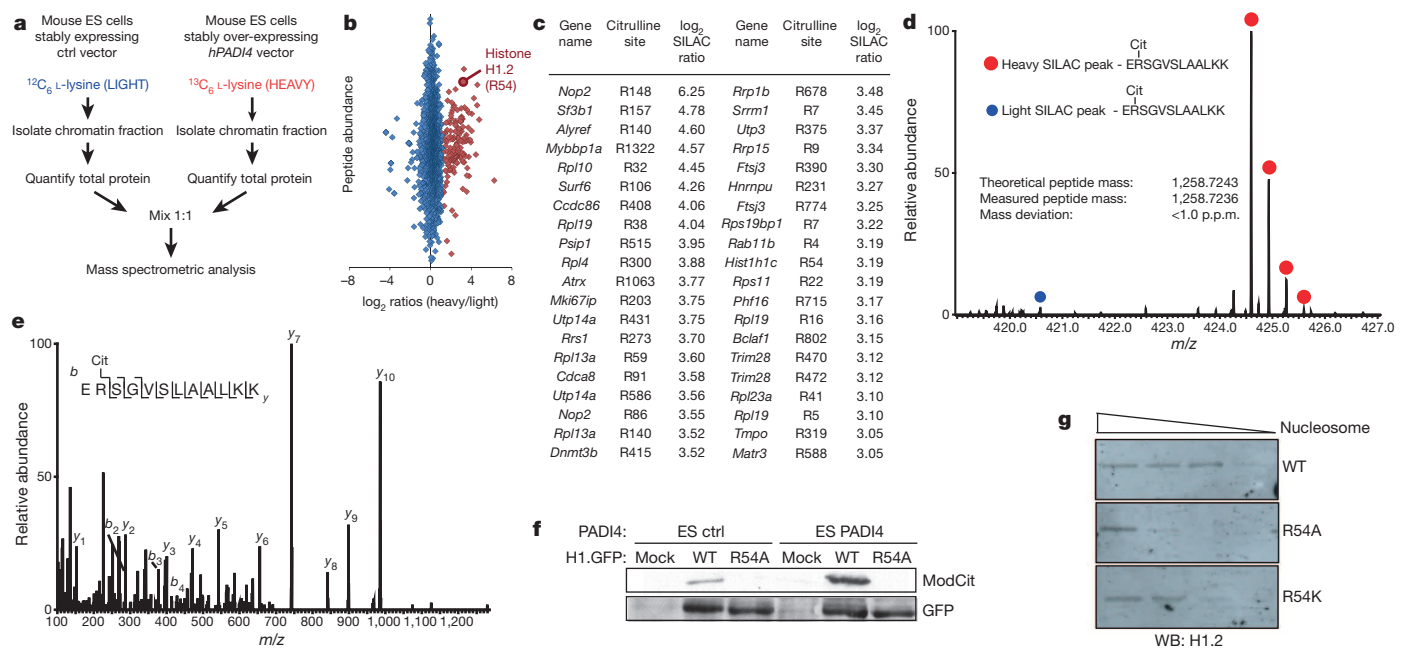 a
Mouse ES cells
stably expressing
ctrl vector
Mouse ES cells
stably over-expressing
hPADI4 vector
¹²C₆ L-lysine (LIGHT)
¹³C₆ L-lysine (HEAVY)
Isolate chromatin fraction
Isolate chromatin fraction
Quantify total protein
Quantify total protein
Mix 1:1
Mass spectrometric analysis
b
Peptide abundance
Histone
H1.2
(R54)
−8 −4 0 4 8
log₂ ratios (heavy/light)
c
Gene name Citrulline site log₂ SILAC ratio Gene name Citrulline site log₂ SILAC ratio
Nop2 R148 6.25 Rrp1b R678 3.48
Sf3b1 R157 4.78 Srrm1 R7 3.45
Alyref R140 4.60 Utp3 R375 3.37
Mybbp1a R1322 4.57 Rrp15 R9 3.34
Rpl10 R32 4.45 Ftsj3 R390 3.30
Surf6 R106 4.26 Hnrnpu R231 3.27
Ccdc86 R408 4.06 Ftsj3 R774 3.25
Rpl19 R38 4.04 Rps19bp1 R7 3.22
Psip1 R515 3.95 Rab11b R4 3.19
Rpl4 R300 3.88 Hist1h1c R54 3.19
Atrx R1063 3.77 Rps11 R22 3.19
Mki67ip R203 3.75 Phf16 R715 3.17
Utp14a R431 3.75 Rpl19 R16 3.16
Rrs1 R273 3.70 Bclaf1 R802 3.15
Rpl13a R59 3.60 Trim28 R470 3.12
Cdca8 R91 3.58 Trim28 R472 3.12
Utp14a R586 3.56 Rpl23a R41 3.10
Nop2 R86 3.55 Rpl19 R5 3.10
Rpl13a R140 3.52 Tmpo R319 3.05
Dnmt3b R415 3.52 Matr3 R588 3.05
d
Relative abundance
100
50
0
Cit
Heavy SILAC peak - ERSGVSLAALKK
Cit
Light SILAC peak - ERSGVSLAALKK
Theoretical peptide mass: 1,258.7243
Measured peptide mass: 1,258.7236
Mass deviation: <1.0 p.p.m.
420.0 421.0 422.0 423.0 424.0 425.0 426.0 427.0
m/z
e
Relative abundance
100
50
0
Cit
b
E R S G V S L A A L K K
y
y₁ b₂ y₂ b₃ y₃ b₄ y₄ y₅ y₆ y₇ y₈ y₉ y₁₀
100 200 300 400 500 600 700 800 900 1,000 1,100 1,200
m/z
f
PADI4: ES ctrl ES PADI4
H1.GFP: Mock WT R54A Mock WT R54A
ModCit
GFP
g
Nucleosome
WT
R54A
R54K
WB: H1.2